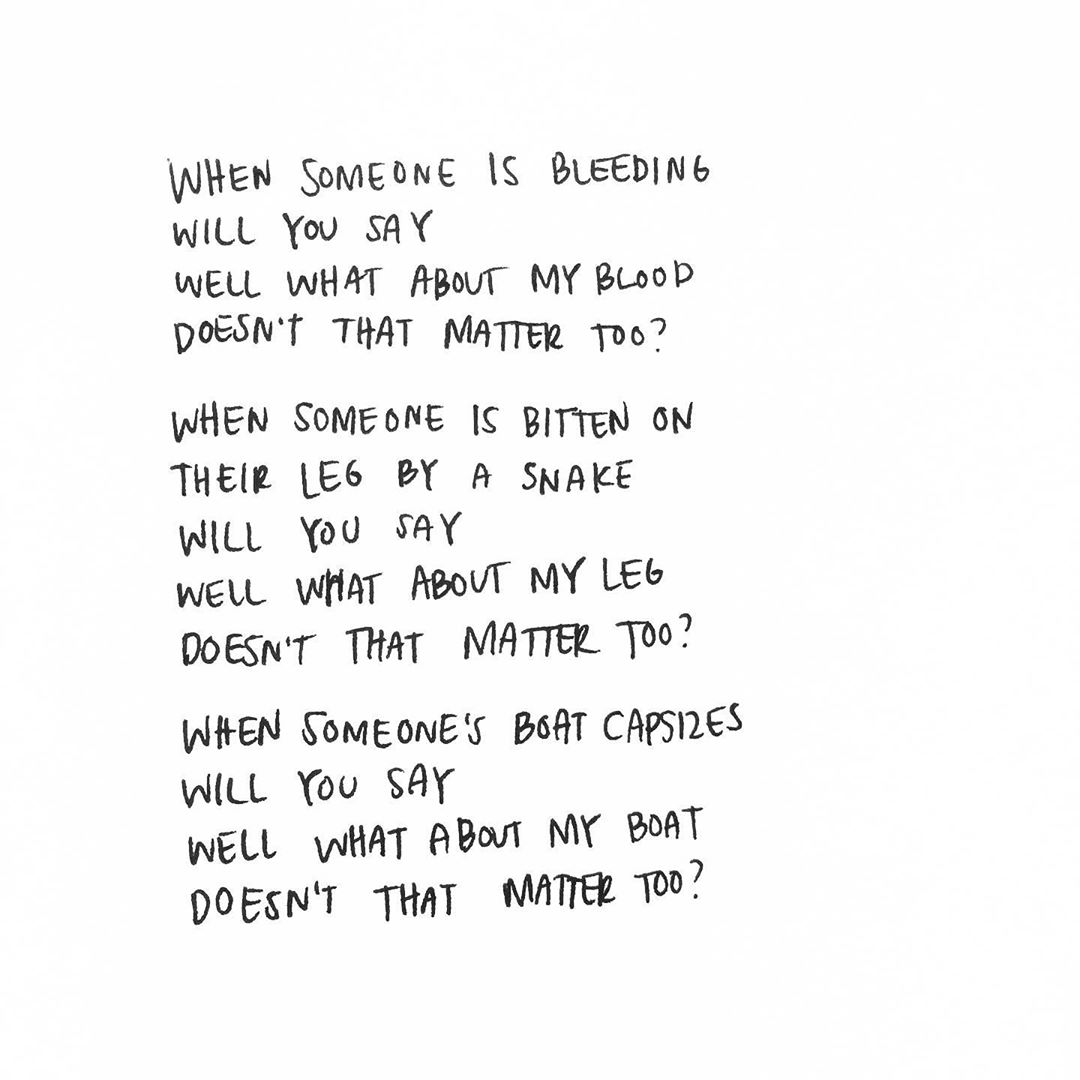 WHEN SOMEONE IS BLEEDING
WILL YOU SAY
WELL WHAT ABOUT MY BLOOD
DOESN'T THAT MATTER TOO?
WHEN SOMEONE IS BITTEN ON
THEIR LEG BY A SNAKE
WILL YOU SAY
WELL WHAT ABOUT MY LEG
DOESN'T THAT MATTER TOO?
WHEN SOMEONE'S BOAT CAPSIZES
WILL YOU SAY
WELL WHAT ABOUT MY BOAT
DOESN'T THAT MATTER TOO?